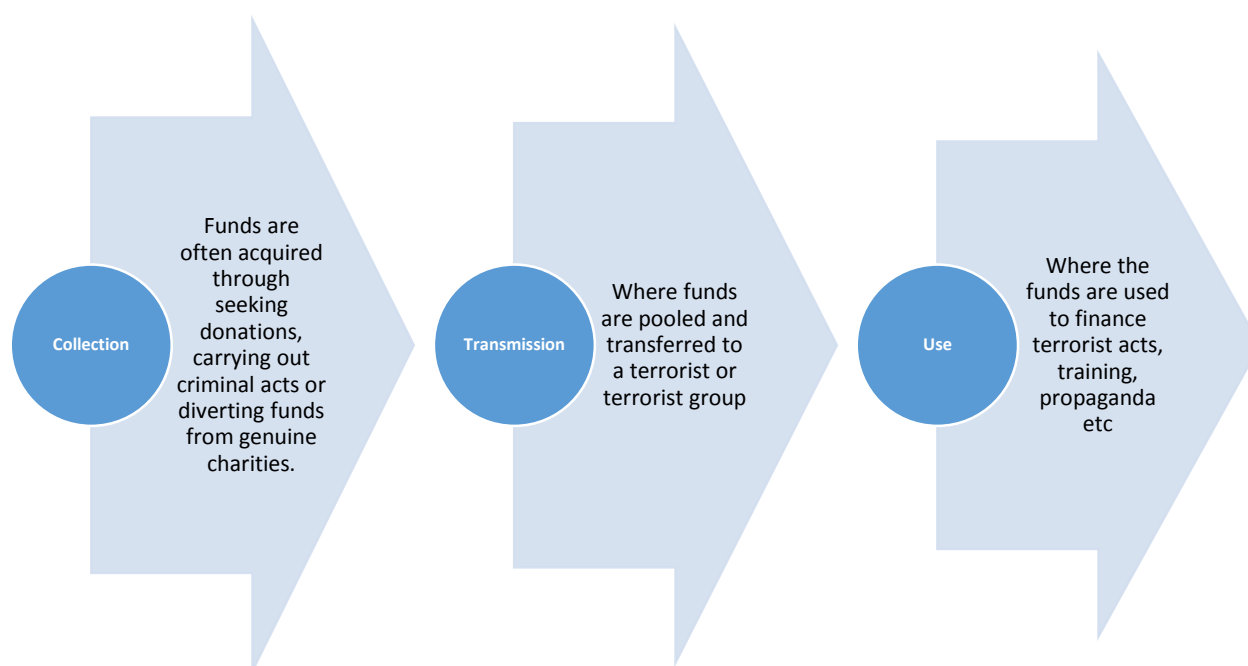 Collection
Funds are
often acquired
through
seeking
donations,
carrying out
criminal acts or
diverting funds
from genuine
charities.
Transmission
Where funds
are pooled and
transferred to
a terrorist or
terrorist group
Use
Where the
funds are used
to finance
terrorist acts,
training,
propaganda
etc